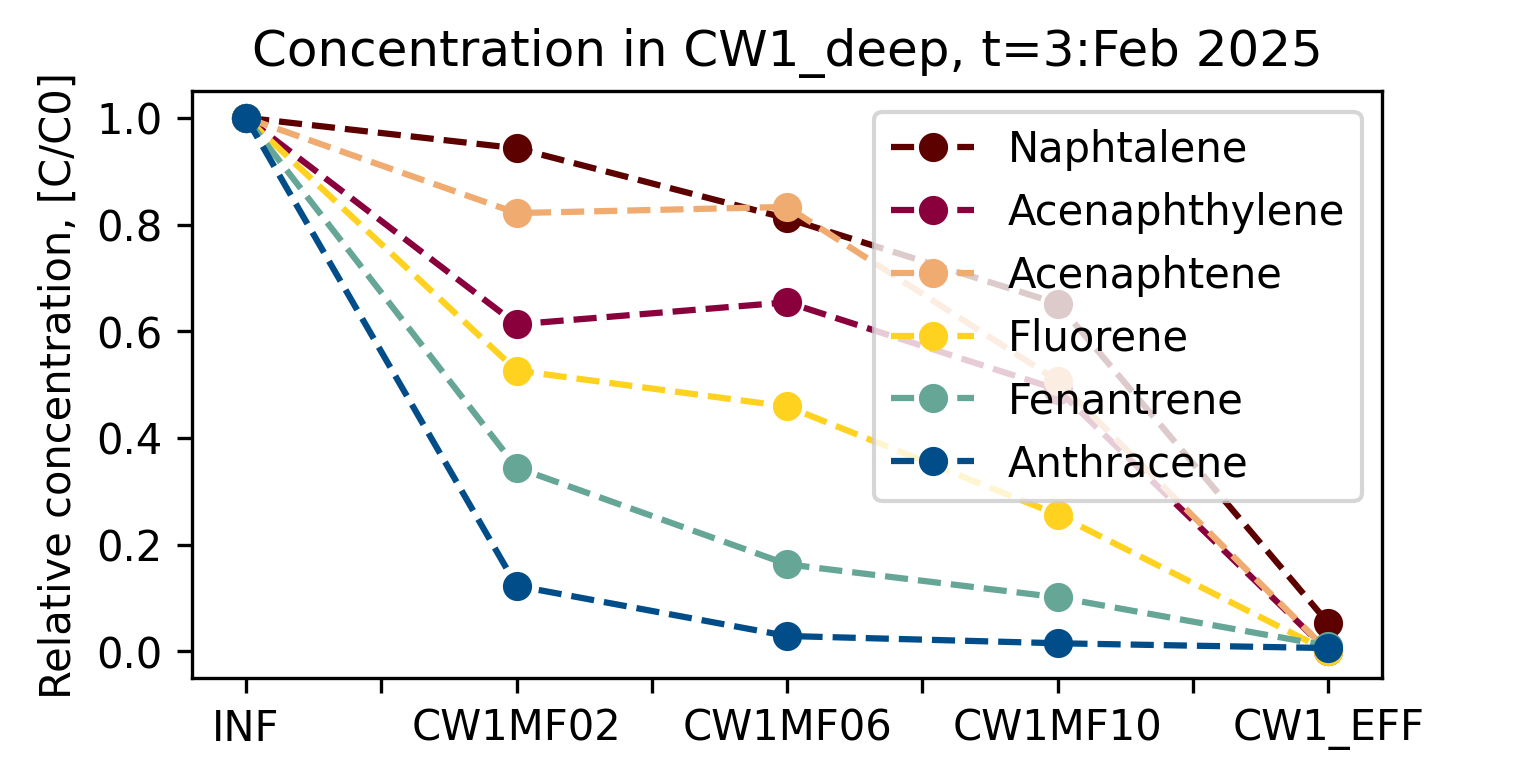 Concentration in CW1_deep, t=3:Feb 2025
Relative concentration, [C/C0]
1.0
0.8
0.6
0.4
0.2
0.0
Naphtalene
Acenaphthylene
Acenaphtene
Fluorene
Fenantrene
Anthracene
INF
CW1MF02
CW1MF06
CW1MF10
CW1_EFF